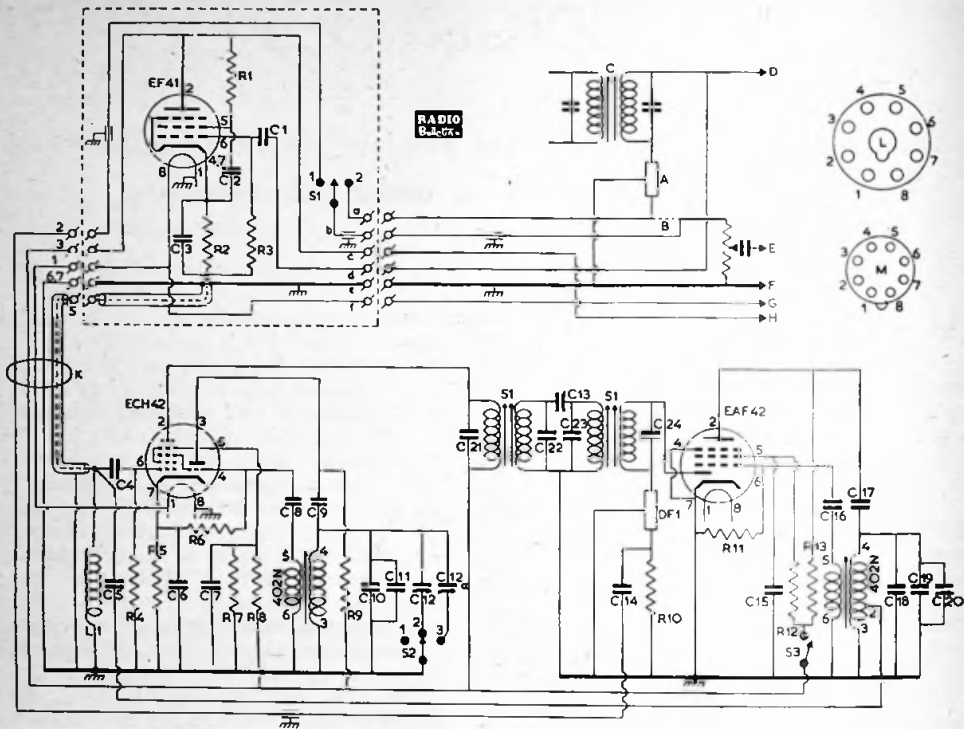 EF41
2
R1
5
6
C1
4,7
8
1
C2
C3
R2
R3
1
2
S1
a
b
c
d
e
f
2
3
1
6,7
5
K
RADIO
Bulletin
C
A
B
D
E
F
G
H
4
5
3
6
L
2
7
1
8
4
5
3
6
M
2
7
1
8
ECH42
2
3
5
6
4
7
1
8
C4
R6
L1
C5
R4
R5
C6
C7
R7
R8
C8
C9
5
4
402N
6
3
R9
C10
C11
C12
C12
1
2
3
S2
C21
S1
C13
C22
C23
S1
C24
DF1
C14
R10
EAF42
2
4
5
6
7
1
8
R11
C15
R13
R12
S3
C16
C17
5
4
402N
2
6
3
C18
C19
C20